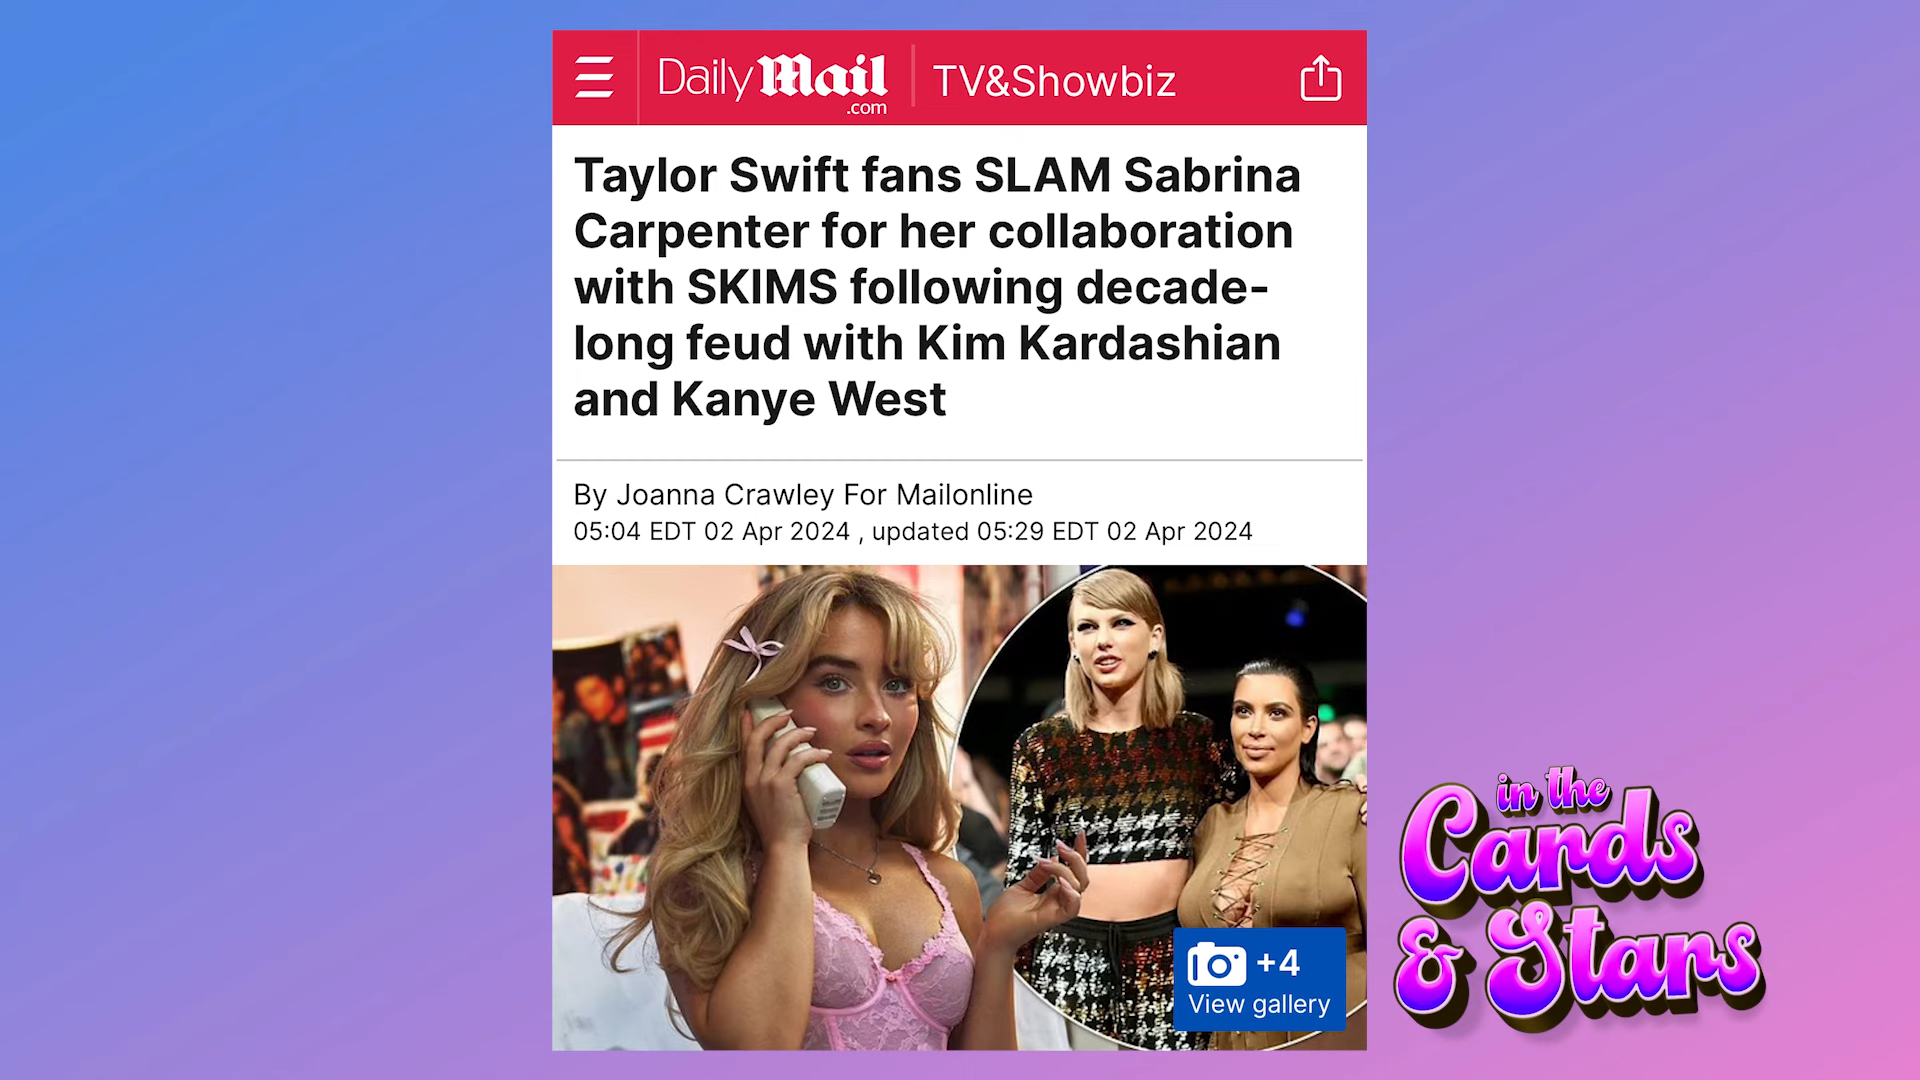 Daily Mail
.com
TV&Showbiz
Taylor Swift fans SLAM Sabrina
Carpenter for her collaboration
with SKIMS following decade-
long feud with Kim Kardashian
and Kanye West
By Joanna Crawley For Mailonline
05:04 EDT 02 Apr 2024 , updated 05:29 EDT 02 Apr 2024
+4
View gallery
in the
Cards
& Stars